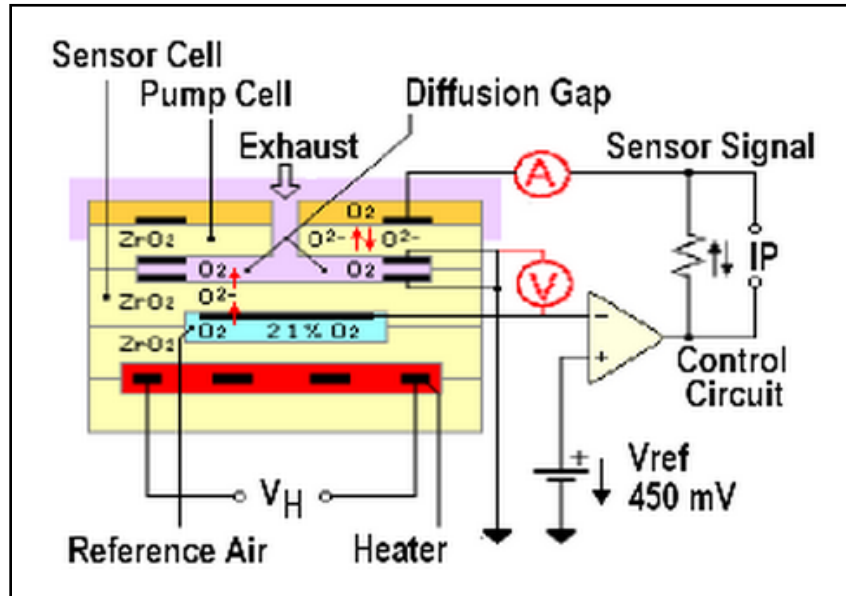 Sensor Cell
Pump Cell
Diffusion Gap
Exhaust
Sensor Signal
A
O2
ZrO2
O2-
O2-
IP
O2
O2
V
ZrO2
O2-
ZrO2
O2
21% O2
-
+
Control
Circuit
+
Vref
450 mV
VH
Reference Air
Heater